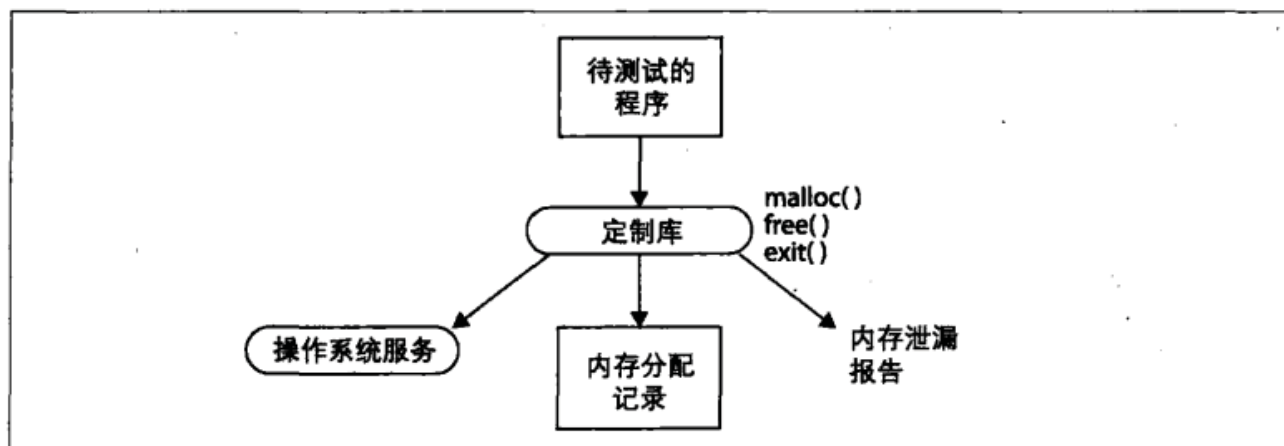 待测试的
程序
定制库
malloc( )
free( )
exit( )
操作系统服务
内存分配
记录
内存泄漏
报告